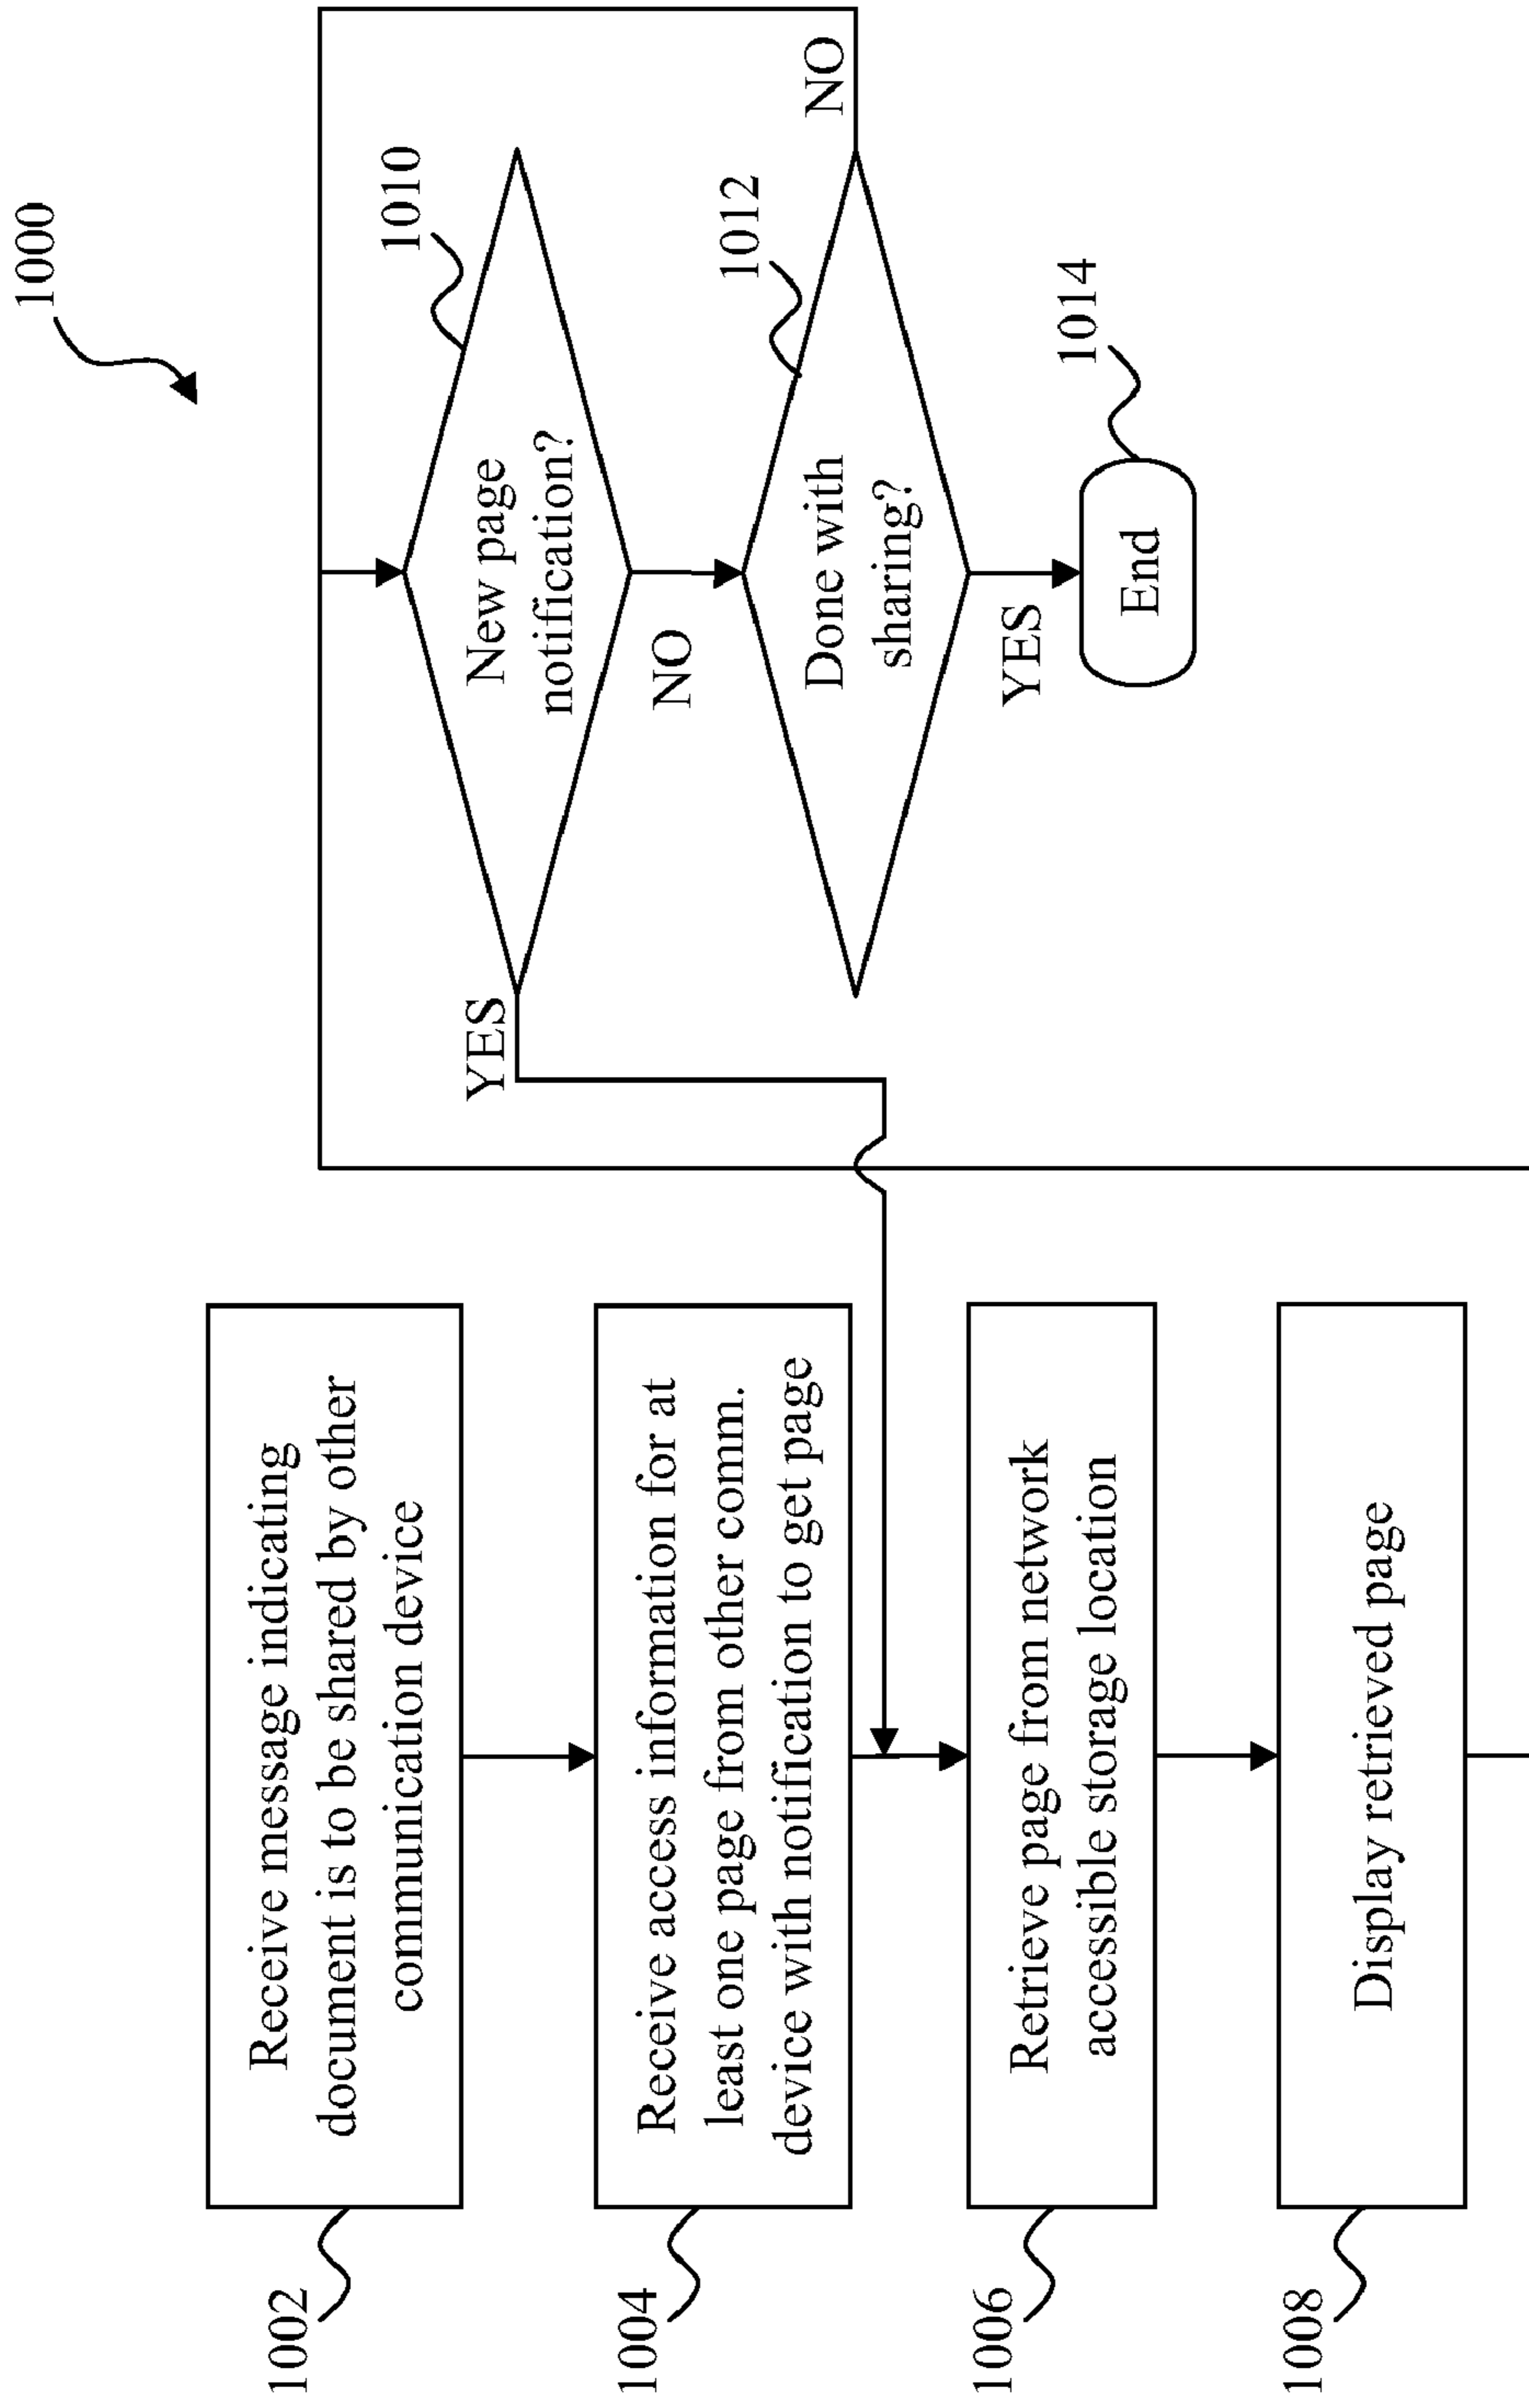 1000
1002
Receive message indicating
document is to be shared by other
communication device
1004
Receive access information for at
least one page from other comm.
device with notification to get page
1006
Retrieve page from network
accessible storage location
1008
Display retrieved page
1010
New page
notification?
YES
NO
1012
Done with
sharing?
NO
YES
1014
End